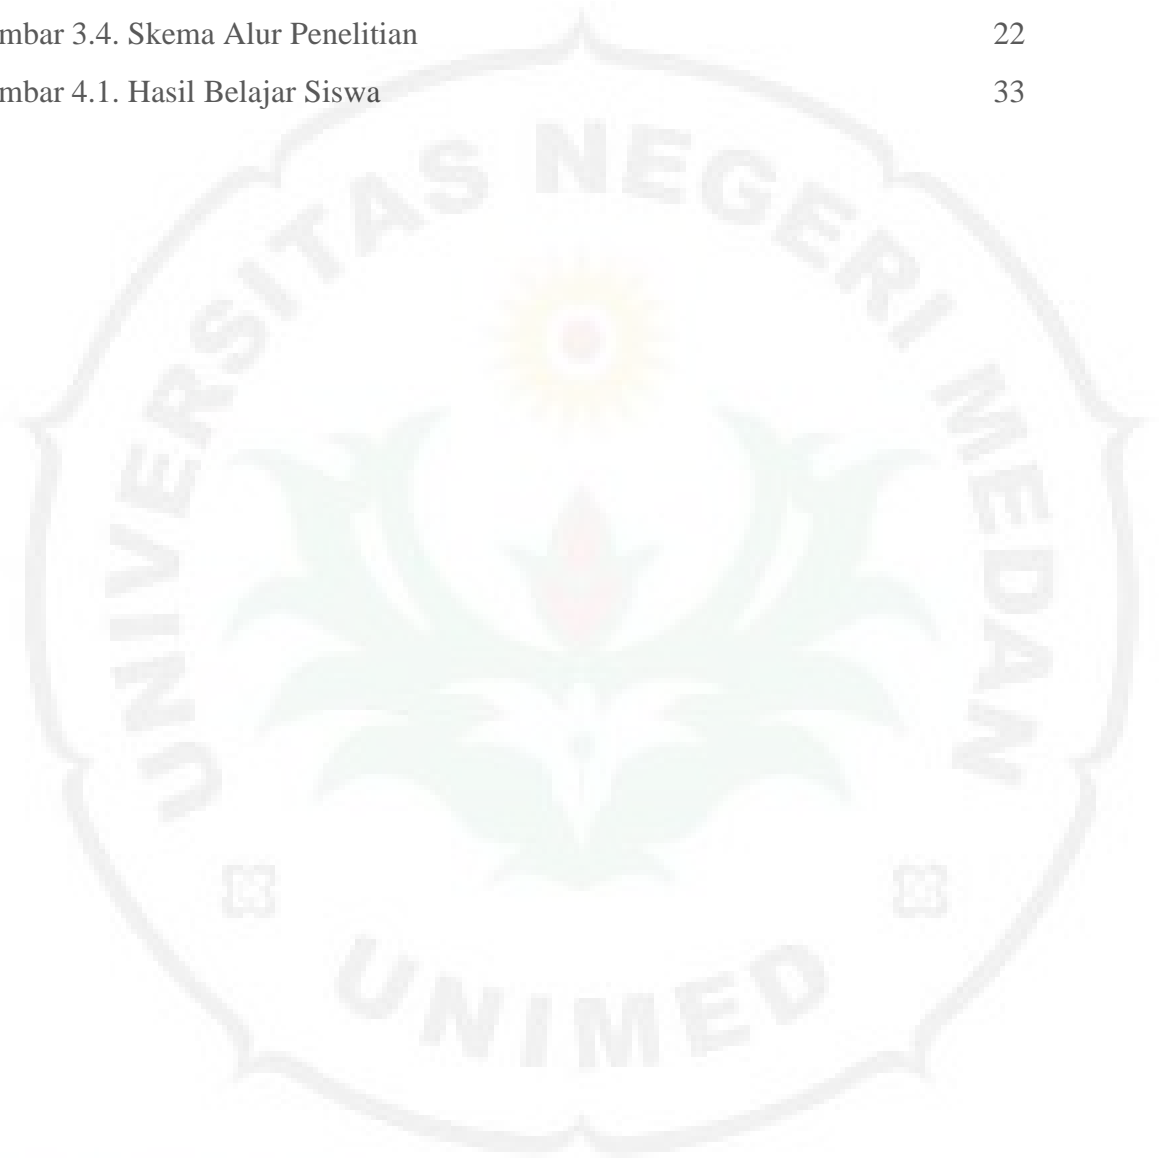 mbar 3.4. Skema Alur Penelitian 22
mbar 4.1. Hasil Belajar Siswa 33
UNIVERSITAS NEGERI MEDAN
UNIMED